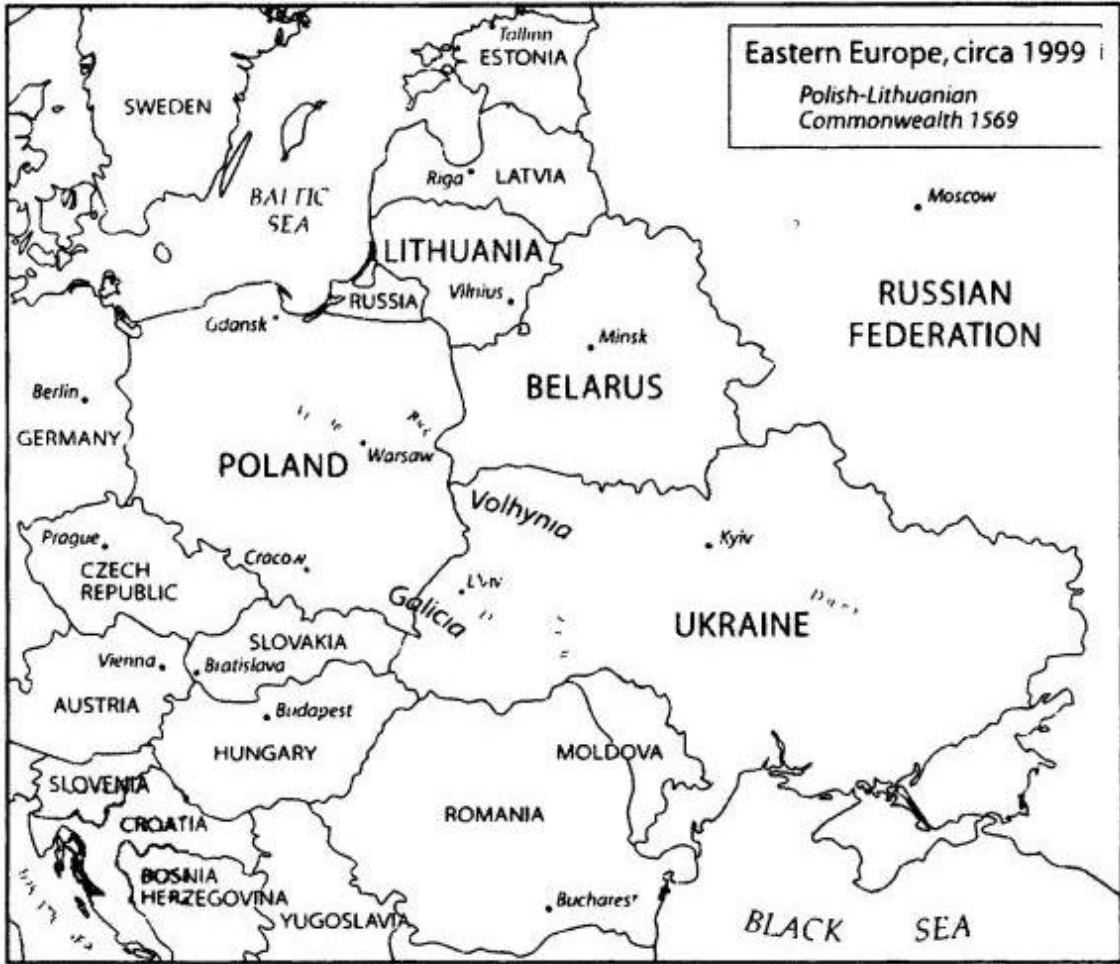 Tallinn
ESTONIA
Eastern Europe, circa 1999
Polish-Lithuanian
Commonwealth 1569
SWEDEN
Riga
LATVIA
BALTIC
SEA
Moscow
LITHUANIA
Vilnius
RUSSIA
RUSSIAN
FEDERATION
Gdansk
Minsk
BELARUS
Berlin
GERMANY
Warsaw
POLAND
Volhynia
Prague
CZECH
REPUBLIC
Cracow
Kyiv
L'viv
Galicia
UKRAINE
SLOVAKIA
Vienna
Bratislava
AUSTRIA
Budapest
HUNGARY
MOLDOVA
SLOVENIA
CROATIA
ROMANIA
BOSNIA
HERZEGOVINA
YUGOSLAVIA
Bucharest
BLACK SEA